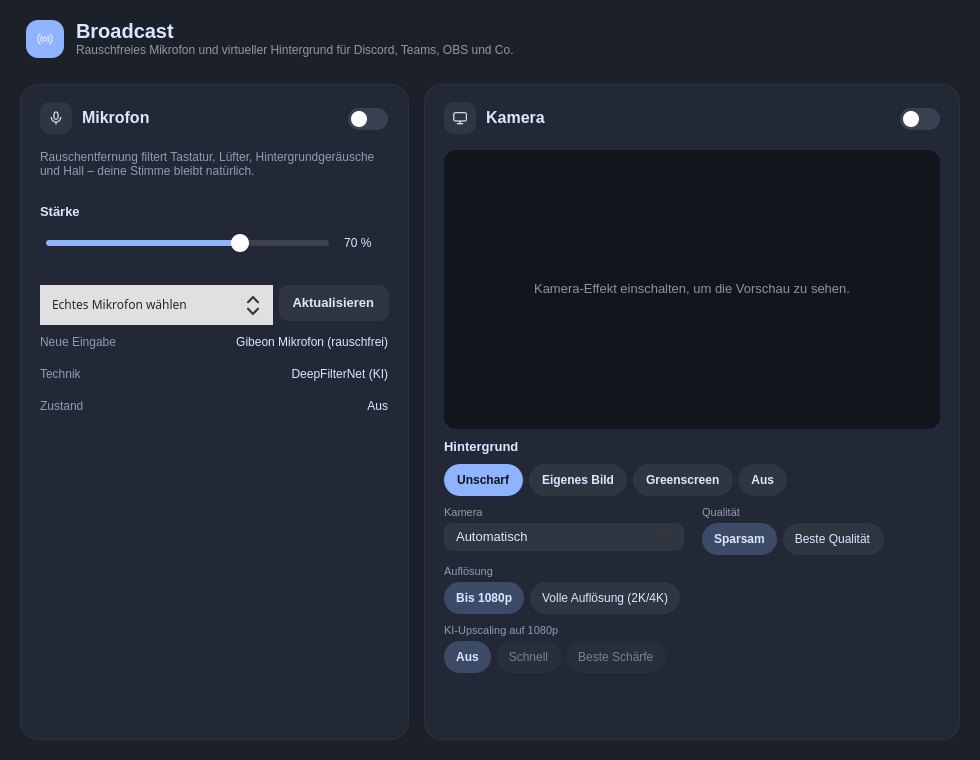 Broadcast
Rauschfreies Mikrofon und virtueller Hintergrund für Discord, Teams, OBS und Co.
Mikrofon
Rauschentfernung filtert Tastatur, Lüfter, Hintergrundgeräusche
und Hall – deine Stimme bleibt natürlich.
Stärke
70 %
Echtes Mikrofon wählen
Aktualisieren
Neue Eingabe Gibeon Mikrofon (rauschfrei)
Technik DeepFilterNet (KI)
Zustand Aus
Kamera
Kamera-Effekt einschalten, um die Vorschau zu sehen.
Hintergrund
Unscharf Eigenes Bild Greenscreen Aus
Kamera Qualität
Automatisch Sparsam Beste Qualität
Auflösung
Bis 1080p Volle Auflösung (2K/4K)
KI-Upscaling auf 1080p
Aus Schnell Beste Schärfe